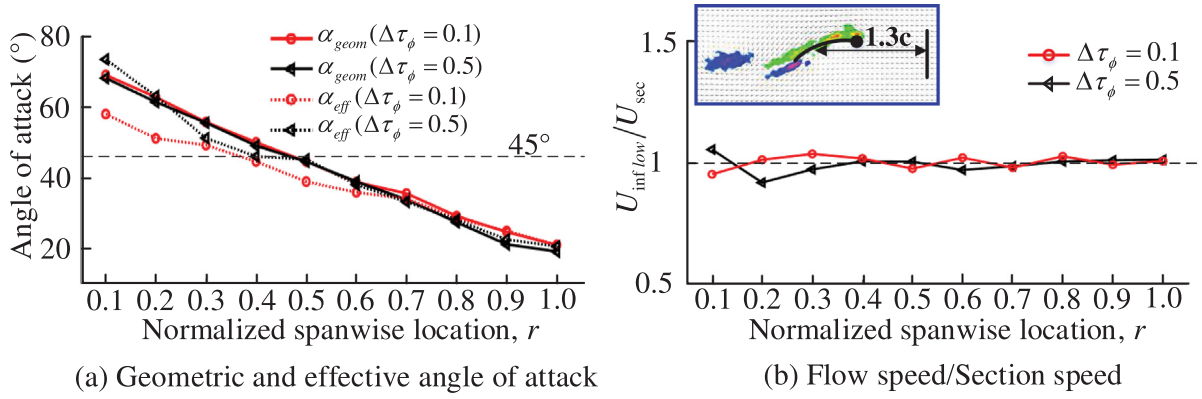 80
60
40
20
Angle of attack (°)
α_geom (Δτ_ϕ = 0.1)
α_geom (Δτ_ϕ = 0.5)
α_eff (Δτ_ϕ = 0.1)
α_eff (Δτ_ϕ = 0.5)
45°
0.1 0.2 0.3 0.4 0.5 0.6 0.7 0.8 0.9 1.0
Normalized spanwise location, r
(a) Geometric and effective angle of attack
1.5
1
0.5
U_inf low / U_sec
1.3c
Δτ_ϕ = 0.1
Δτ_ϕ = 0.5
0.1 0.2 0.3 0.4 0.5 0.6 0.7 0.8 0.9 1.0
Normalized spanwise location, r
(b) Flow speed/Section speed